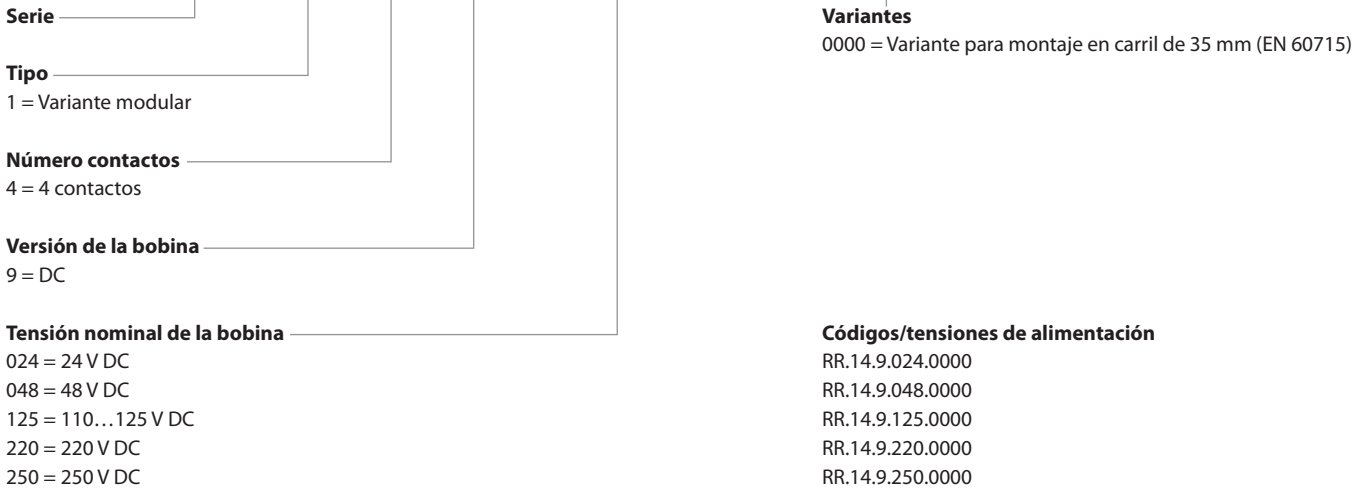 Serie
Tipo
1 = Variante modular
Número contactos
4 = 4 contactos
Versión de la bobina
9 = DC
Tensión nominal de la bobina
024 = 24 V DC
048 = 48 V DC
125 = 110…125 V DC
220 = 220 V DC
250 = 250 V DC
Variantes
0000 = Variante para montaje en carril de 35 mm (EN 60715)
Códigos/tensiones de alimentación
RR.14.9.024.0000
RR.14.9.048.0000
RR.14.9.125.0000
RR.14.9.220.0000
RR.14.9.250.0000